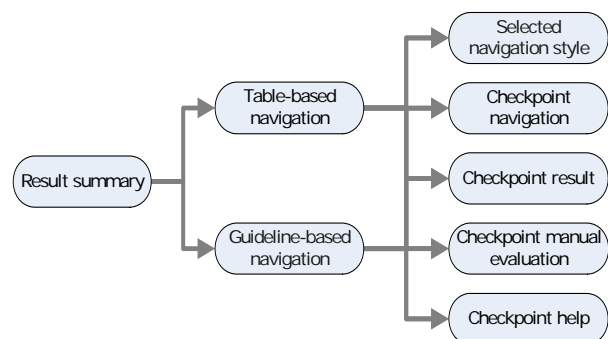 Result summary
Table-based
navigation
Guideline-based
navigation
Selected
navigation style
Checkpoint
navigation
Checkpoint result
Checkpoint manual
evaluation
Checkpoint help